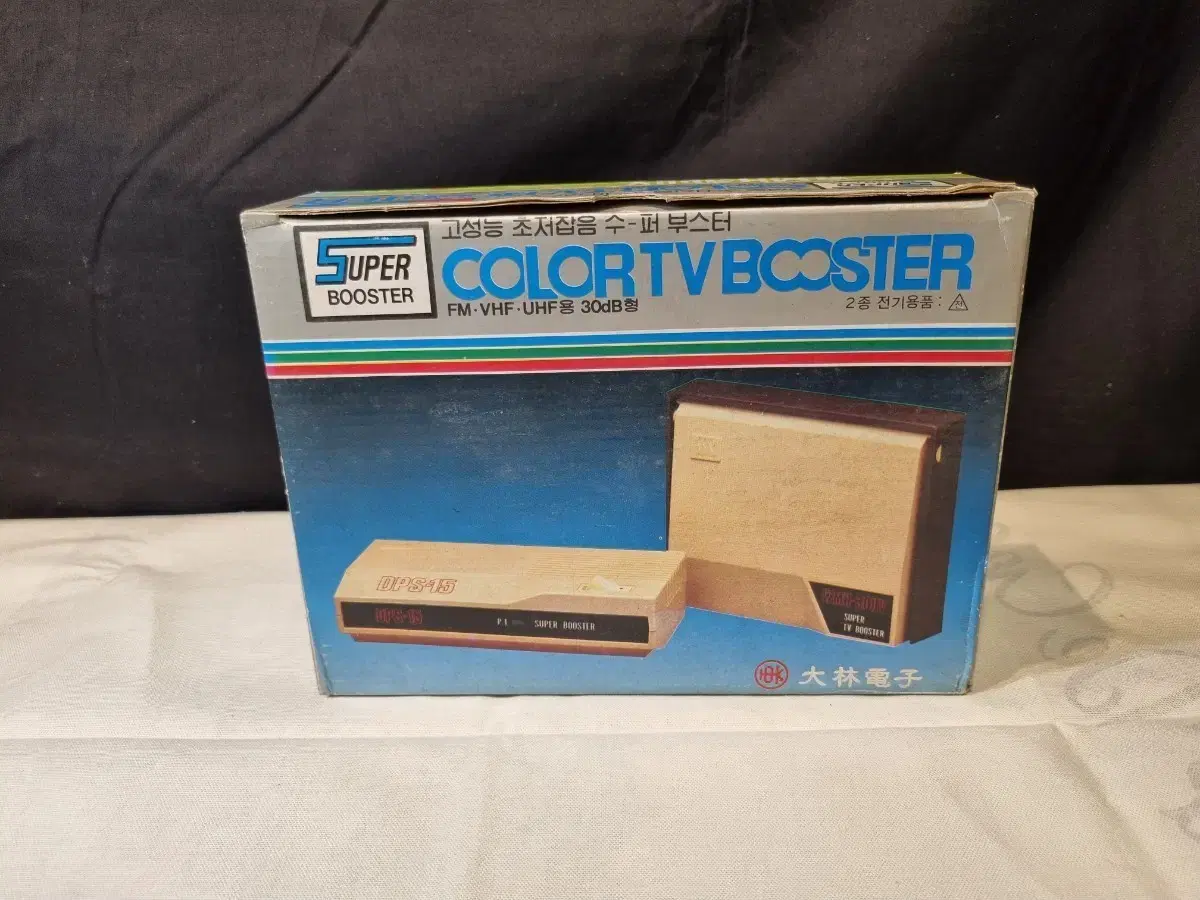 SUPER
BOOSTER
고성능 초저잡음 수-퍼 부스터
COLOR TV BOOSTER
FM·VHF·UHF용 30dB형
2종 전기용품 :
DPS-15
DPS-15
SUPER BOOSTER
SUPER
TV BOOSTER
大林電子